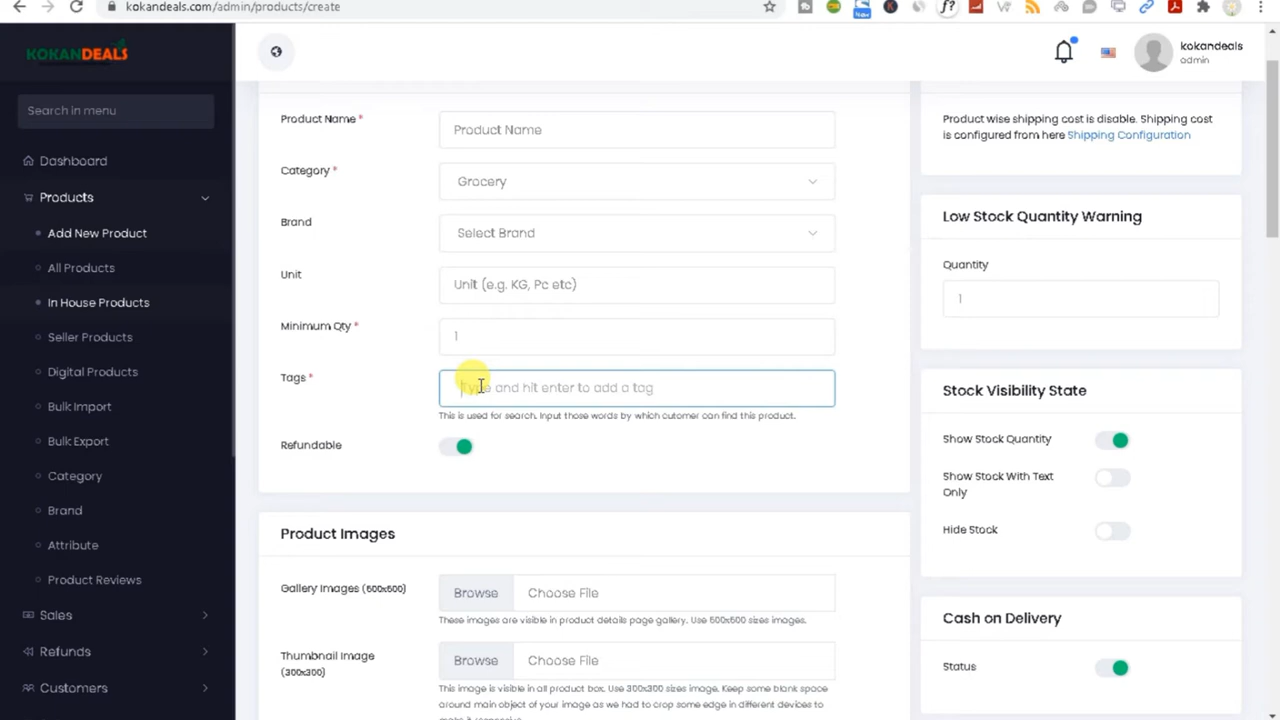 kokandeals.com/admin/products/create
KOKANDEALS
kokandeals
admin
Search in menu
Dashboard
Products
Add New Product
All Products
In House Products
Seller Products
Digital Products
Bulk Import
Bulk Export
Category
Brand
Attribute
Product Reviews
Sales
Refunds
Customers
Product Name *
Product Name
Category *
Grocery
Brand
Select Brand
Unit
Unit (e.g. KG, Pc etc)
Minimum Qty *
1
Tags *
Type and hit enter to add a tag
This is used for search. Input those words by which cutomer can find this product.
Refundable
Product Images
Gallery Images (600x600)
Browse
Choose File
These images are visible in product details page gallery. Use 600x600 sizes images.
Thumbnail Image
(300x300)
Browse
Choose File
This image is visible in all product box. Use 300x300 sizes image. Keep some blank space
around main object of your image as we had to crop some edge in different devices to
make it responsive.
Product wise shipping cost is disable. Shipping cost
is configured from here Shipping Configuration
Low Stock Quantity Warning
Quantity
1
Stock Visibility State
Show Stock Quantity
Show Stock With Text
Only
Hide Stock
Cash on Delivery
Status